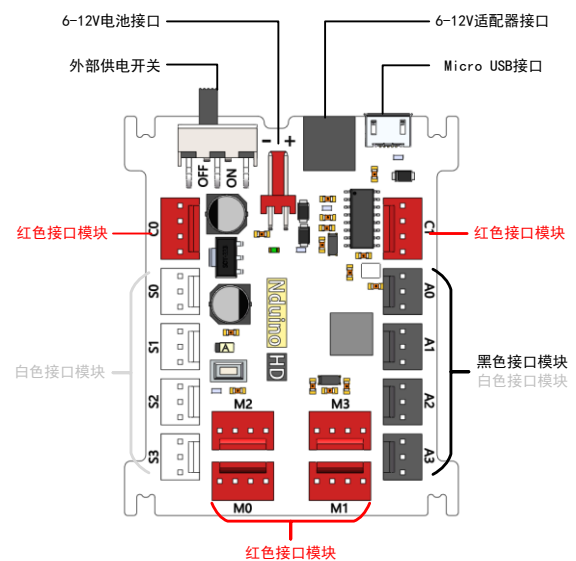 6-12V电池接口
6-12V适配器接口
外部供电开关
Micro USB接口
- +
OFF
ON
C0
C1
红色接口模块
红色接口模块
S0
A0
Nduino
S1
A1
A
HD
白色接口模块
黑色接口模块
白色接口模块
S2
M2
M3
A2
S3
A3
M0
M1
红色接口模块